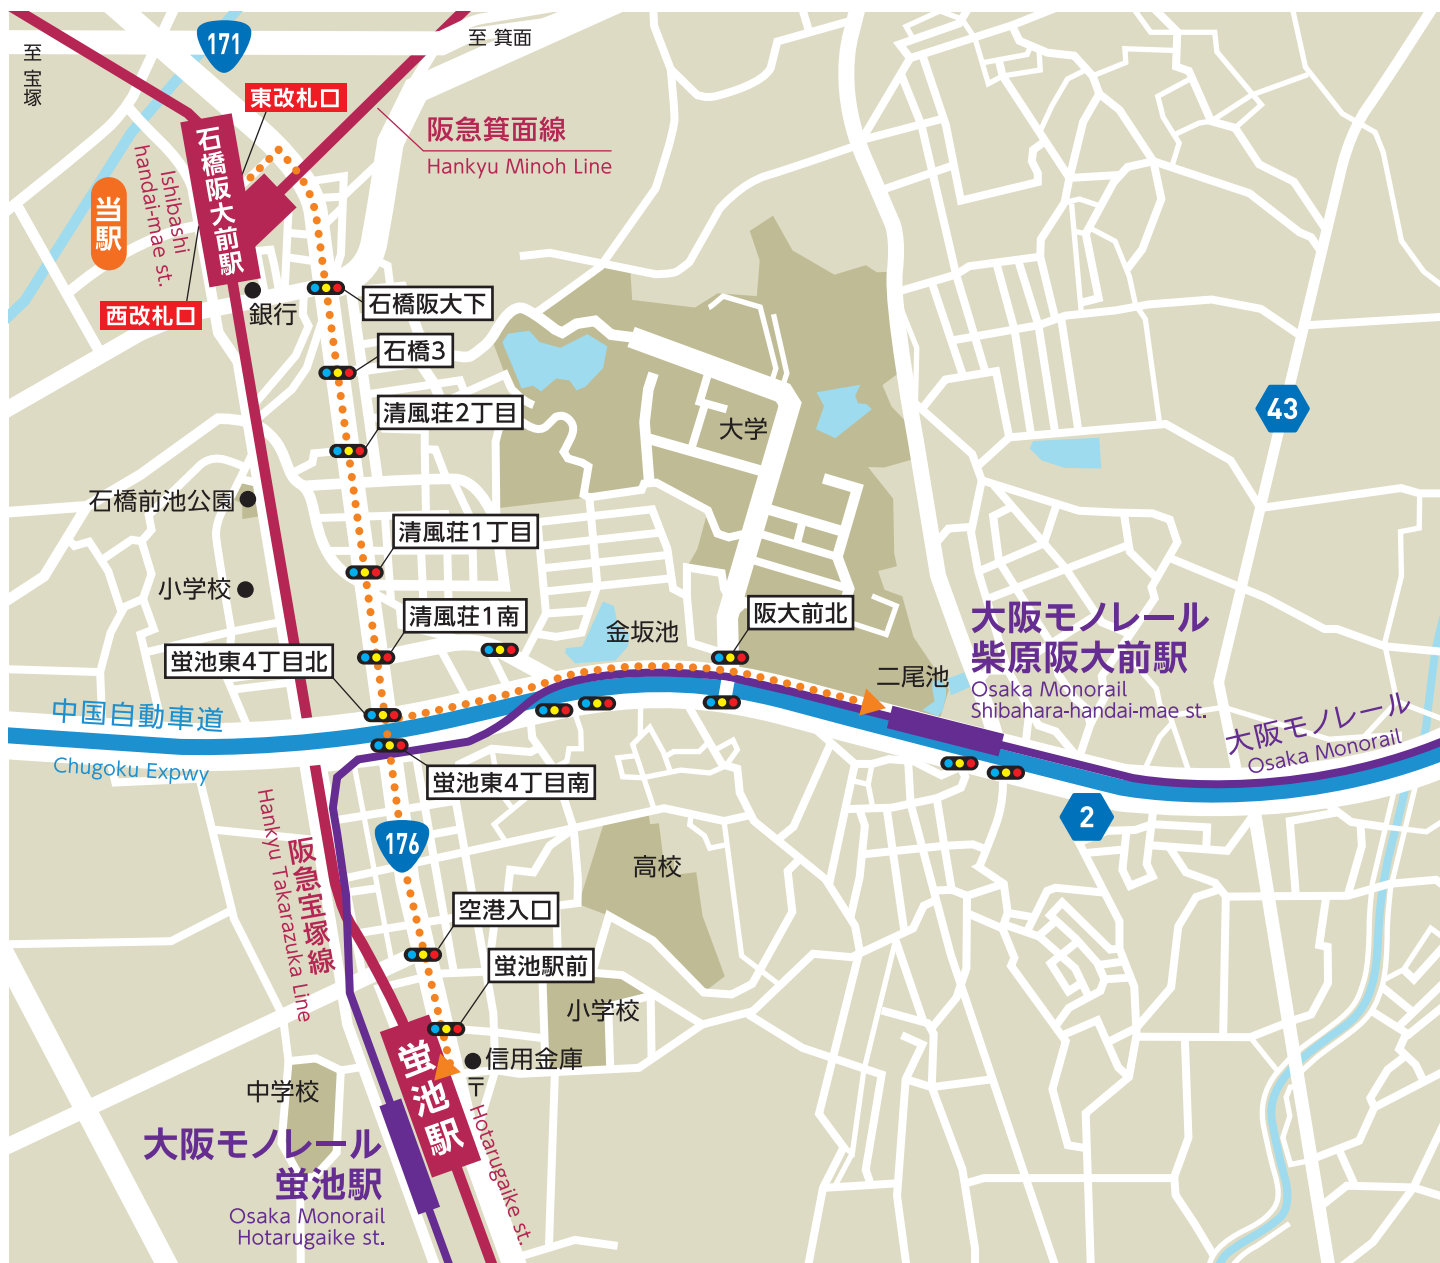 171
至 箕面
至 宝塚
東改札口
阪急箕面線
Hankyu Minoh Line
石橋阪大前駅
Ishibashi
handai-mae st.
当駅
西改札口
銀行
石橋阪大下
石橋3
清風荘2丁目
大学
43
石橋前池公園
清風荘1丁目
小学校
清風荘1南
金坂池
阪大前北
大阪モノレール
柴原阪大前駅
Osaka Monorail
Shibahara-handai-mae st.
蛍池東4丁目北
二尾池
中国自動車道
Chugoku Expwy
大阪モノレール
Osaka Monorail
蛍池東4丁目南
2
176
阪急宝塚線
Hankyu Takarazuka Line
高校
空港入口
蛍池駅前
小学校
蛍池駅
信用金庫
〒
中学校
Hotarugaike st.
大阪モノレール
蛍池駅
Osaka Monorail
Hotarugaike st.